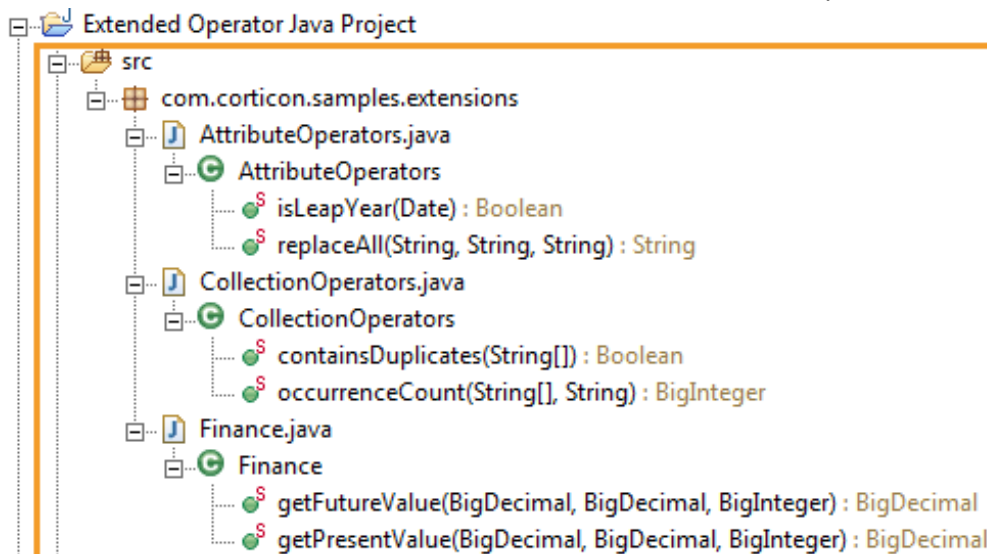 Extended Operator Java Project
src
com.corticon.samples.extensions
AttributeOperators.java
AttributeOperators
isLeapYear(Date) : Boolean
replaceAll(String, String, String) : String
CollectionOperators.java
CollectionOperators
containsDuplicates(String[]) : Boolean
occurrenceCount(String[], String) : BigInteger
Finance.java
Finance
getFutureValue(BigDecimal, BigDecimal, BigInteger) : BigDecimal
getPresentValue(BigDecimal, BigDecimal, BigInteger) : BigDecimal